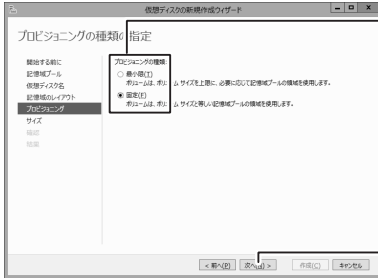 仮想ディスクの新規作成ウィザード
プロビジョニングの種類の指定
開始する前に
記憶域プール
仮想ディスク名
記憶域のレイアウト
プロビジョニング
サイズ
確認
結果
プロビジョニングの種類:
最小限(T)
ボリュームは、ボリュームサイズを上限に、必要に応じて記憶域プールの領域を使用します。
固定(F)
ボリュームは、ボリュームサイズと等しい記憶域プールの領域を使用します。
< 前へ(P)
次へ(N) >
作成(C)
キャンセル